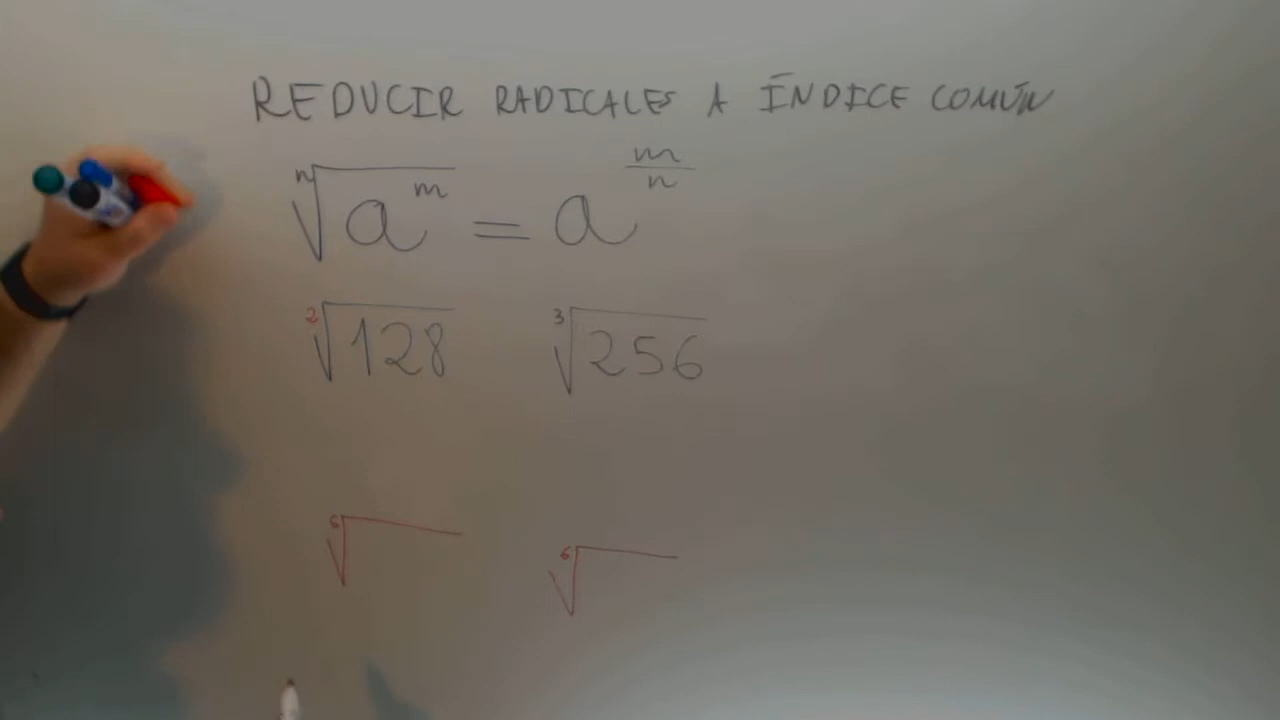 REDUCIR RADICALES A ÍNDICE COMÚN
ⁿ√aᵐ = a^(m/n)
²√128 ³√256
⁶√ ⁶√